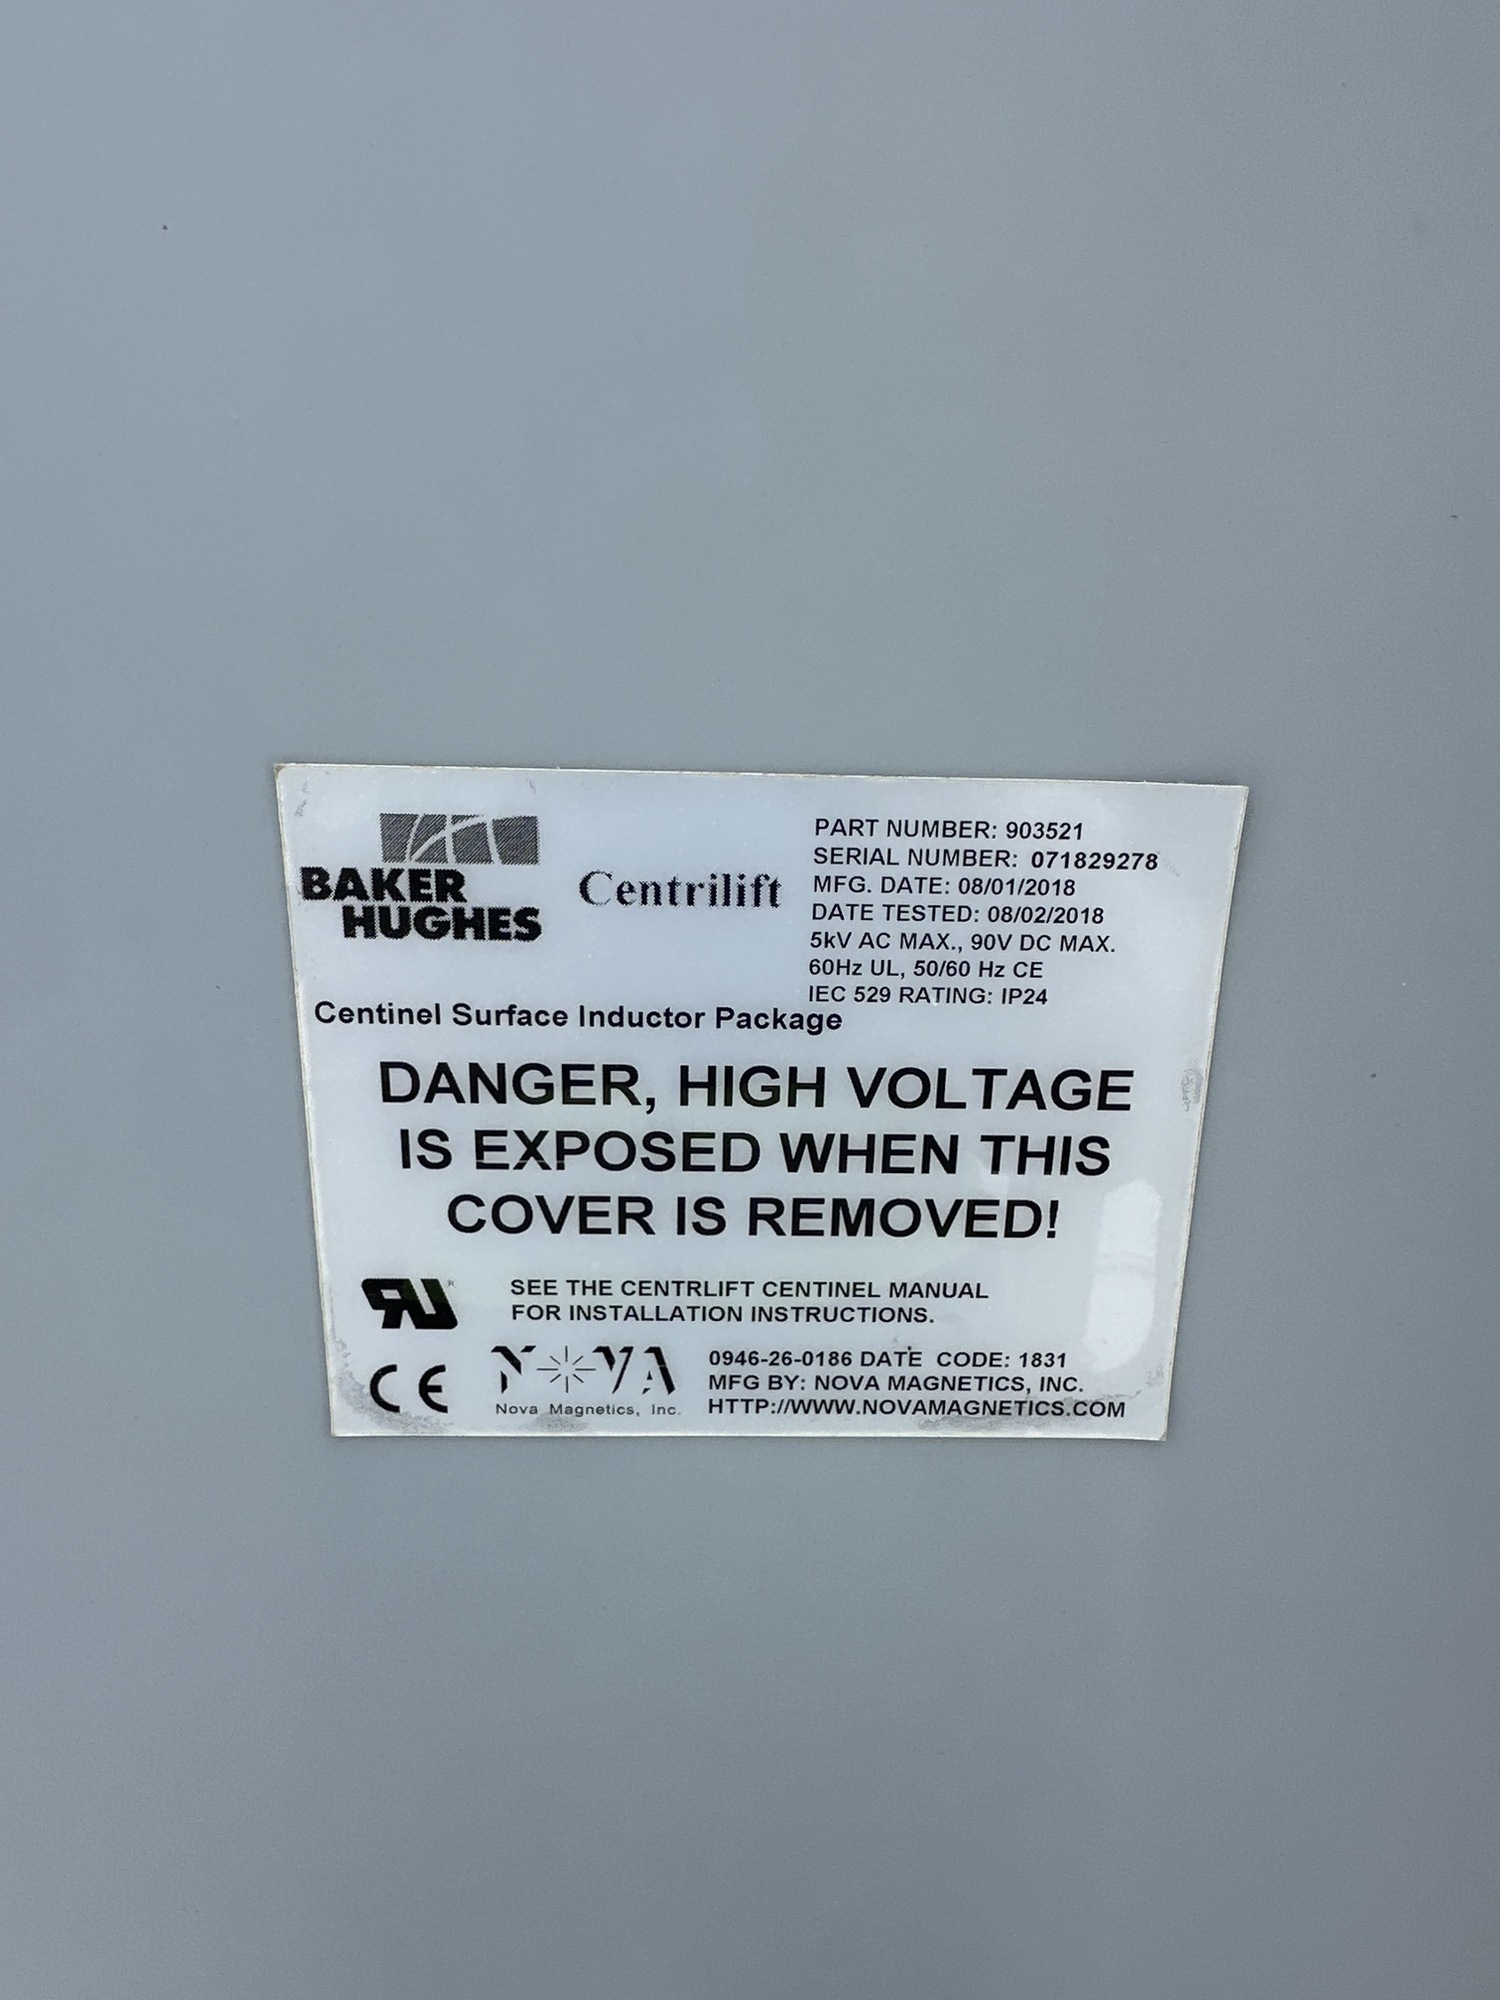 BAKER
HUGHES
Centrilift
PART NUMBER: 903521
SERIAL NUMBER: 071829278
MFG. DATE: 08/01/2018
DATE TESTED: 08/02/2018
5kV AC MAX., 90V DC MAX.
60Hz UL, 50/60 Hz CE
IEC 529 RATING: IP24
Centinel Surface Inductor Package
DANGER, HIGH VOLTAGE
IS EXPOSED WHEN THIS
COVER IS REMOVED!
RU®
SEE THE CENTRLIFT CENTINEL MANUAL
FOR INSTALLATION INSTRUCTIONS.
CE
NOVA
Nova Magnetics, Inc.
0946-26-0186 DATE CODE: 1831
MFG BY: NOVA MAGNETICS, INC.
HTTP://WWW.NOVAMAGNETICS.COM